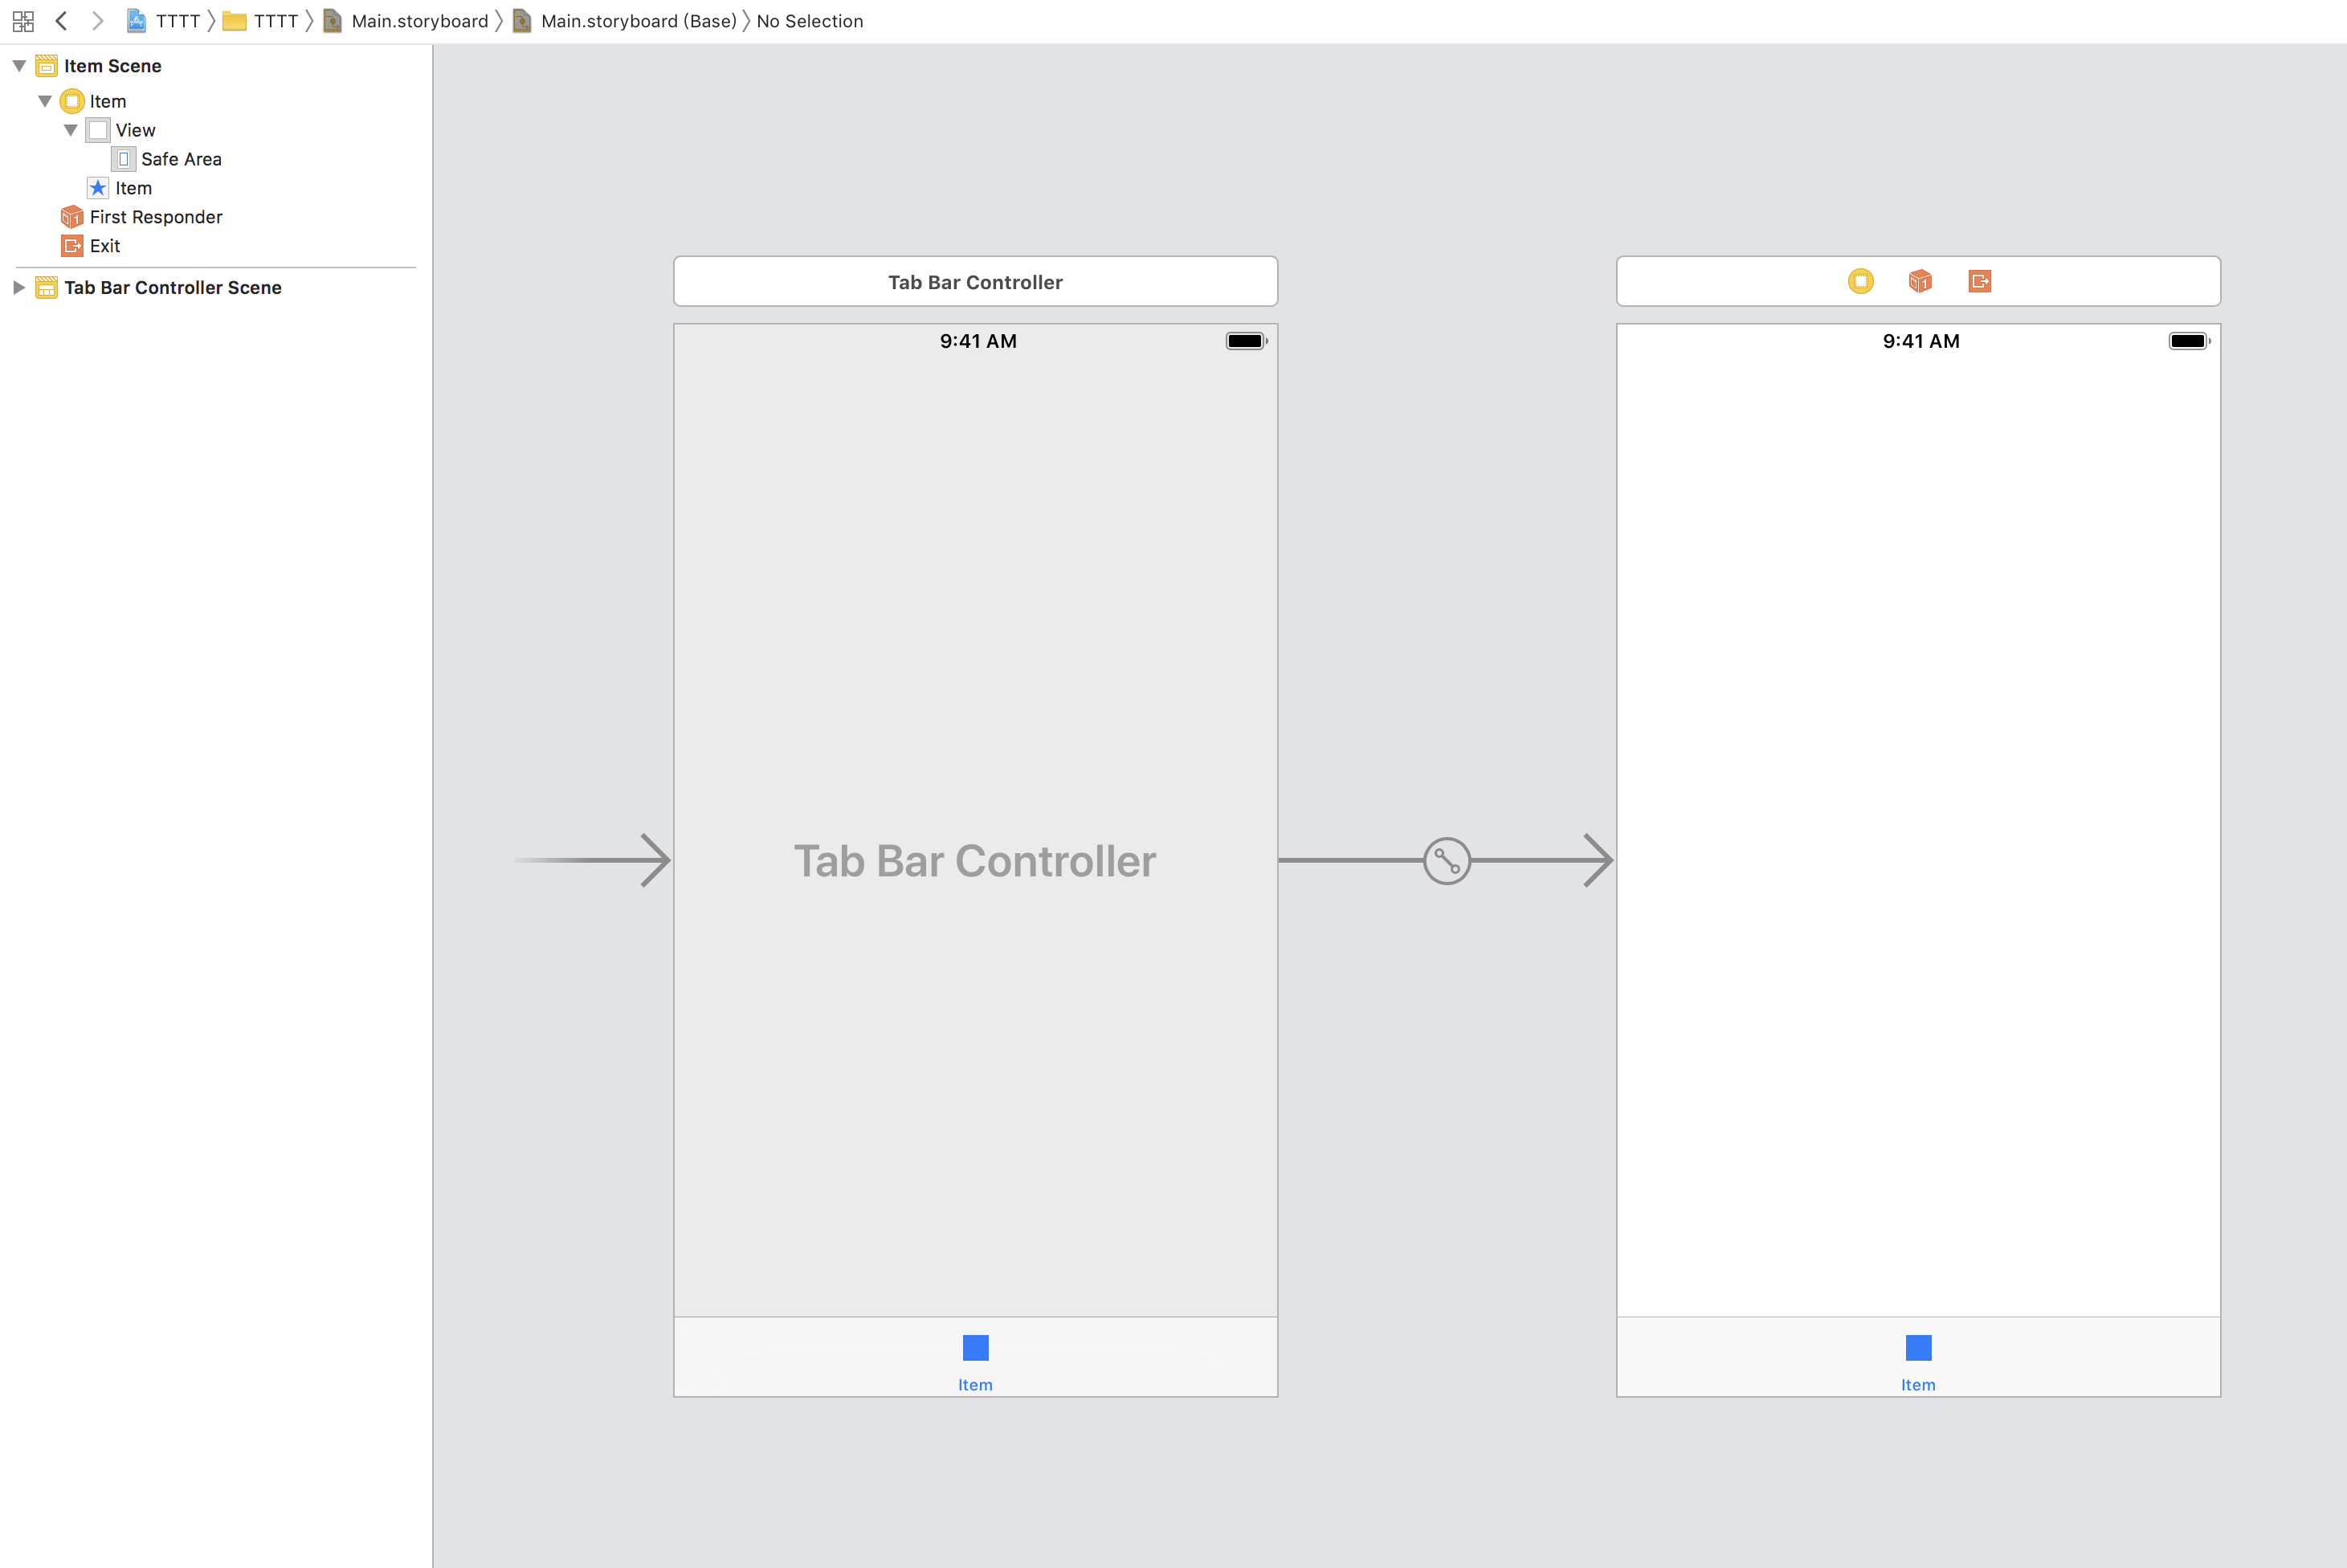 TTTT TTTT Main.storyboard Main.storyboard (Base) No Selection
Item Scene
Item
View
Safe Area
Item
First Responder
Exit
Tab Bar Controller Scene
Tab Bar Controller
9:41 AM
Tab Bar Controller
Item
9:41 AM
Item